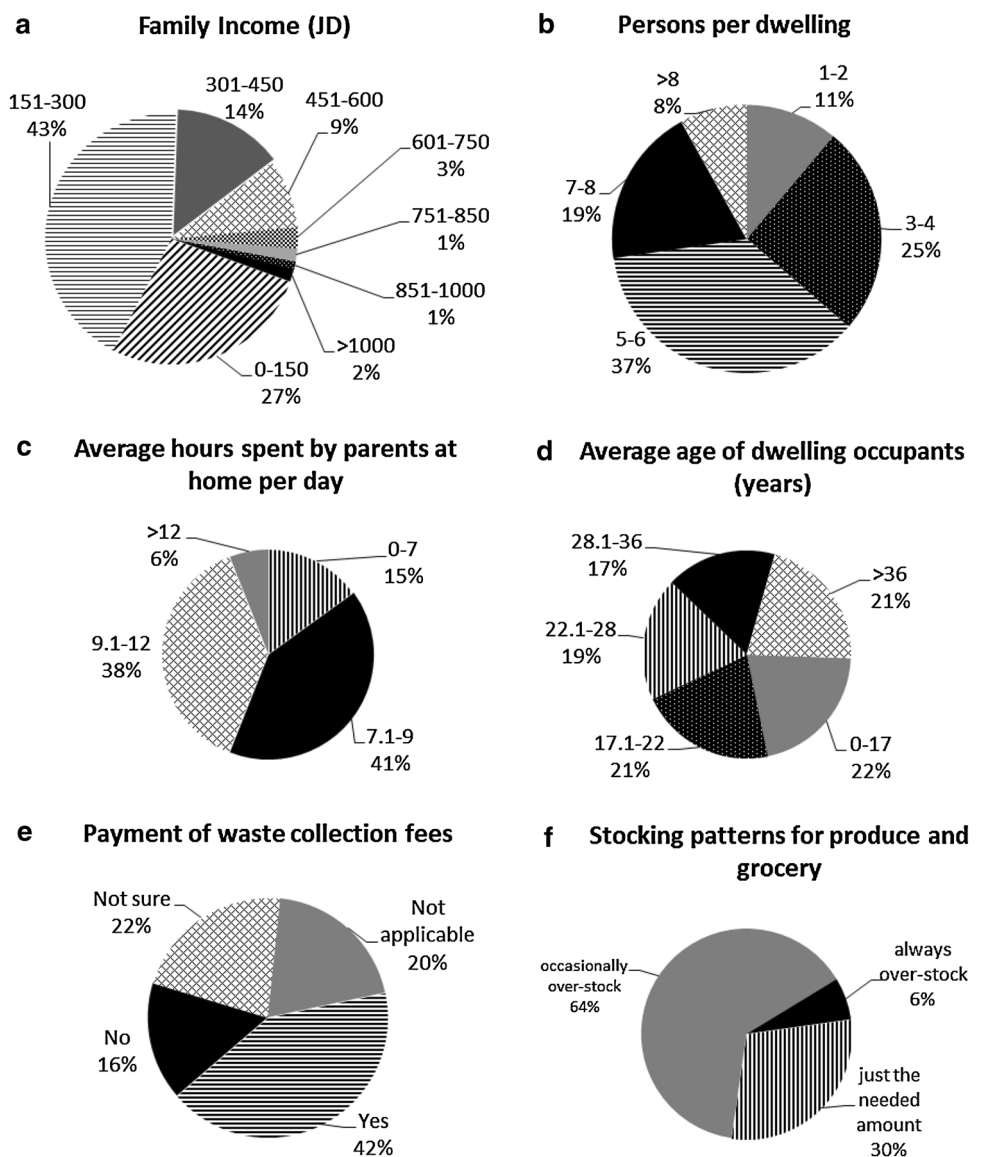 a
Family Income (JD)
151-300
43%
301-450
14%
451-600
9%
601-750
3%
751-850
1%
851-1000
1%
>1000
2%
0-150
27%
b
Persons per dwelling
>8
8%
1-2
11%
7-8
19%
3-4
25%
5-6
37%
c
Average hours spent by parents at
home per day
>12
6%
0-7
15%
9.1-12
38%
7.1-9
41%
d
Average age of dwelling occupants
(years)
28.1-36
17%
>36
21%
22.1-28
19%
17.1-22
21%
0-17
22%
e
Payment of waste collection fees
Not sure
22%
Not
applicable
20%
No
16%
Yes
42%
f
Stocking patterns for produce and
grocery
occasionally
over-stock
64%
always
over-stock
6%
just the
needed
amount
30%